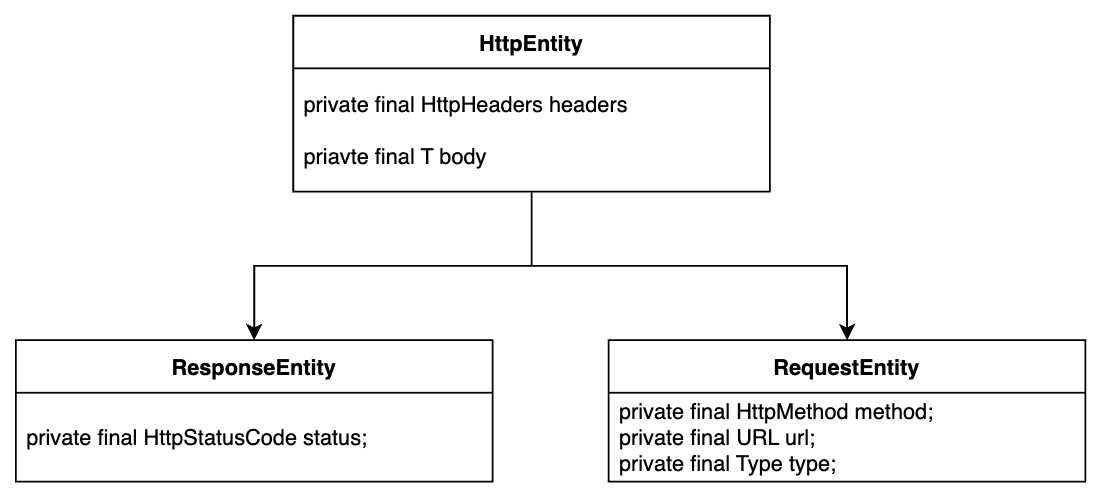 HttpEntity
private final HttpHeaders headers
priavte final T body
ResponseEntity
private final HttpStatusCode status;
RequestEntity
private final HttpMethod method;
private final URL url;
private final Type type;